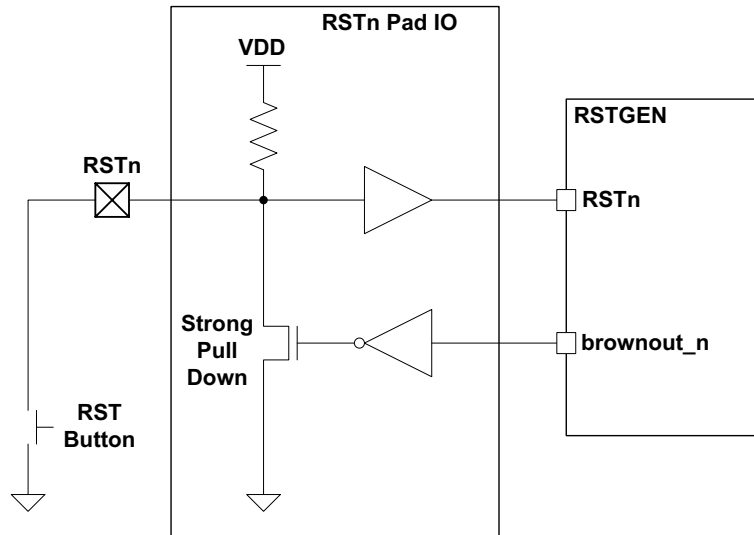 RSTn Pad IO
VDD
RSTGEN
RSTn
RSTn
Strong
Pull
Down
brownout_n
RST
Button